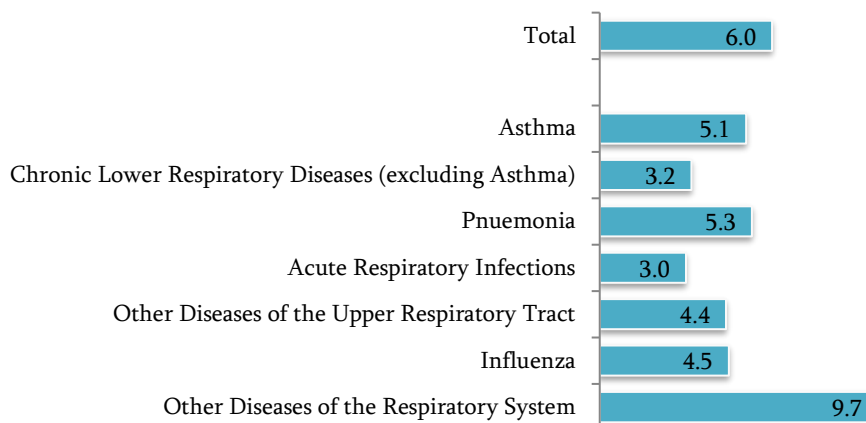 Total 6.0
Asthma 5.1
Chronic Lower Respiratory Diseases (excluding Asthma) 3.2
Pnuemonia 5.3
Acute Respiratory Infections 3.0
Other Diseases of the Upper Respiratory Tract 4.4
Influenza 4.5
Other Diseases of the Respiratory System 9.7